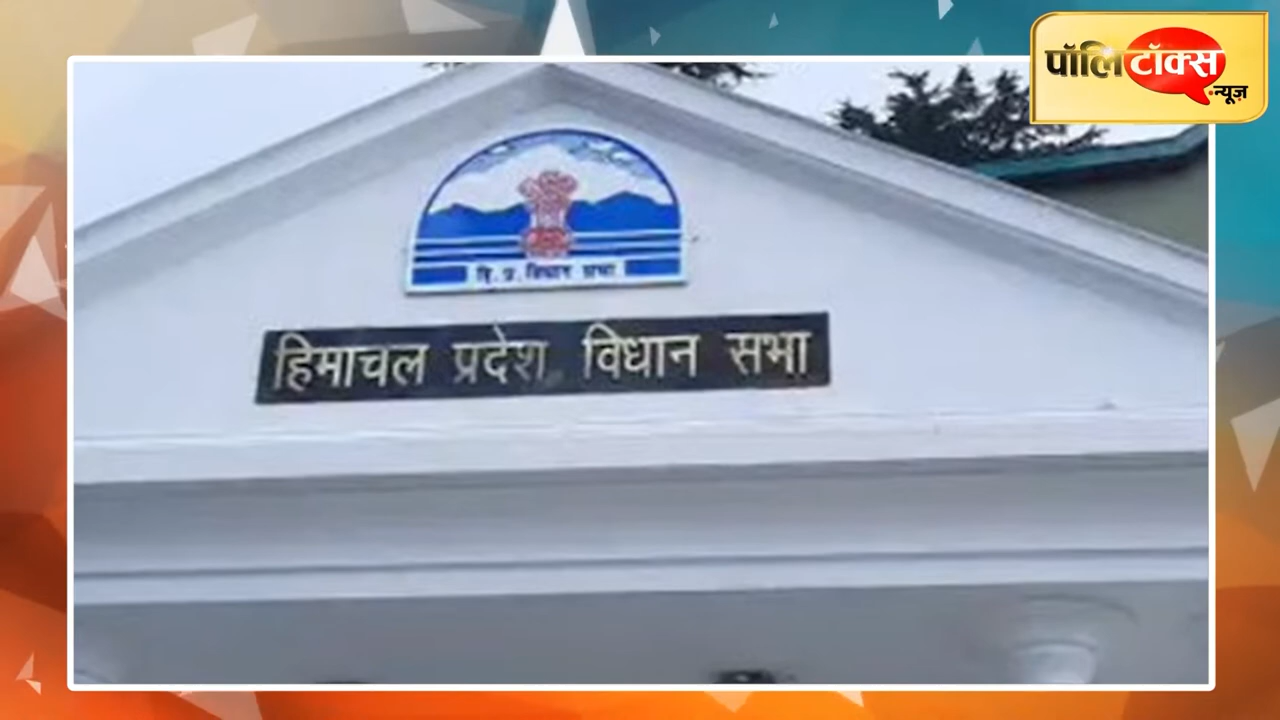 पॉलिटॉक्स
न्यूज़
हि.प्र. विधान सभा
हिमाचल प्रदेश विधान सभा